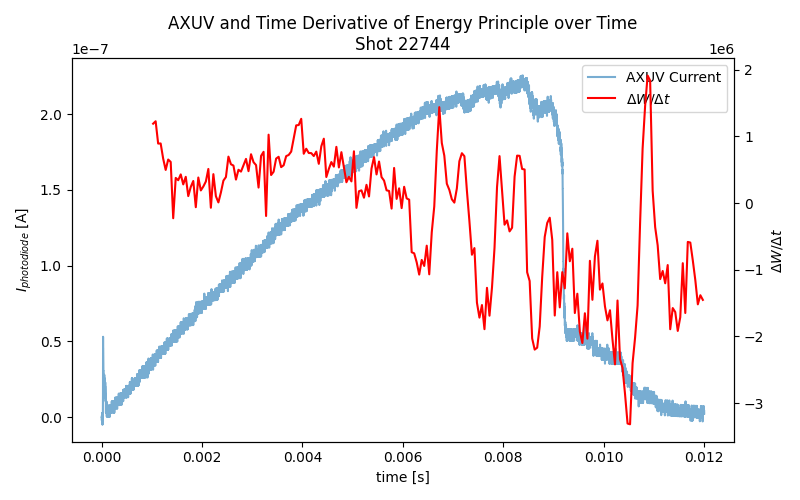 AXUV and Time Derivative of Energy Principle over Time
Shot 22744
1e−7
1e6
AXUV Current
ΔW/Δt
2.0
1.5
1.0
0.5
0.0
I_photodiode [A]
2
1
0
−1
−2
−3
ΔW/Δt
0.000 0.002 0.004 0.006 0.008 0.010 0.012
time [s]